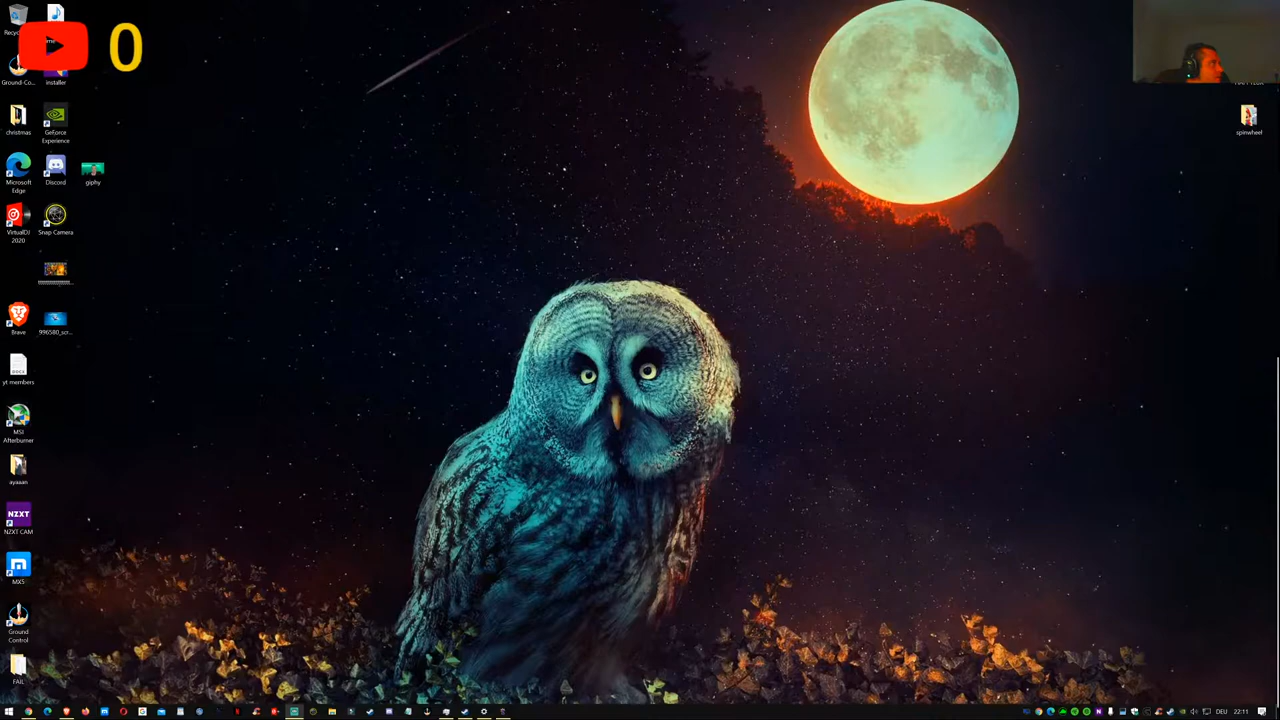 Recy
0
Ground-Co...
installer
christmas
GeForce
Experience
Microsoft
Edge
Discord
giphy
VirtualDJ
2020
Snap Camera
Brave
996580_scr...
yt members
MSI
Afterburner
ayaaan
NZXT
NZXT CAM
MX5
Ground
Control
FAIL
spinwheel
DEU
22:11